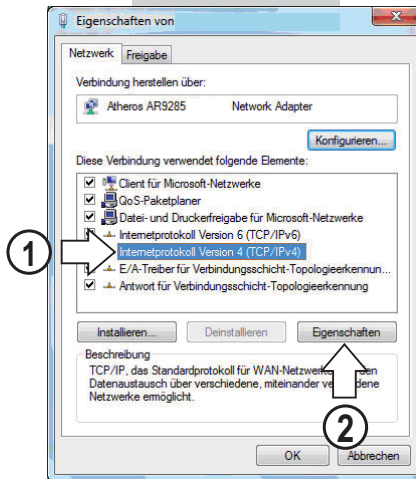 Eigenschaften von
Netzwerk Freigabe
Verbindung herstellen über:
Atheros AR9285 Network Adapter
Konfigurieren...
Diese Verbindung verwendet folgende Elemente:
Client für Microsoft-Netzwerke
QoS-Paketplaner
Datei- und Druckerfreigabe für Microsoft-Netzwerke
Internetprotokoll Version 6 (TCP/IPv6)
1 Internetprotokoll Version 4 (TCP/IPv4)
E/A-Treiber für Verbindungsschicht-Topologieerkennun...
Antwort für Verbindungsschicht-Topologieerkennung
Installieren... Deinstallieren Eigenschaften
Beschreibung
TCP/IP, das Standardprotokoll für WAN-Netzwerke, den
Datenaustausch über verschiedene, miteinander
Netzwerke ermöglicht.
2
OK Abbrechen